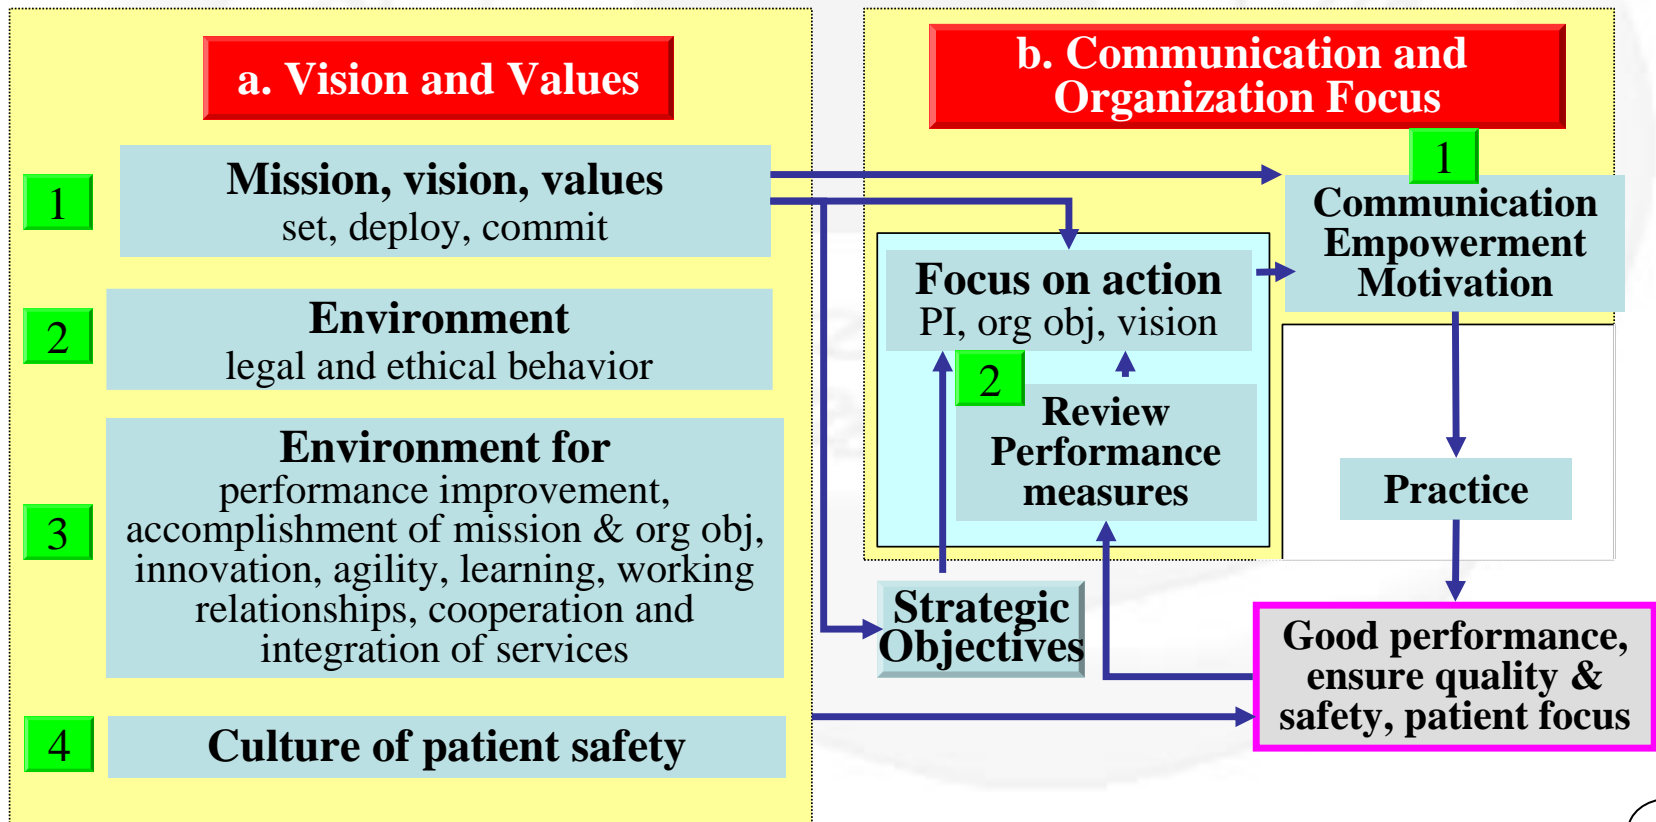 a. Vision and Values
1
Mission, vision, values
set, deploy, commit
2
Environment
legal and ethical behavior
3
Environment for
performance improvement,
accomplishment of mission & org obj,
innovation, agility, learning, working
relationships, cooperation and
integration of services
4
Culture of patient safety
b. Communication and
Organization Focus
1
Communication
Empowerment
Motivation
Focus on action
PI, org obj, vision
2
Review
Performance
measures
Practice
Strategic
Objectives
Good performance,
ensure quality &
safety, patient focus